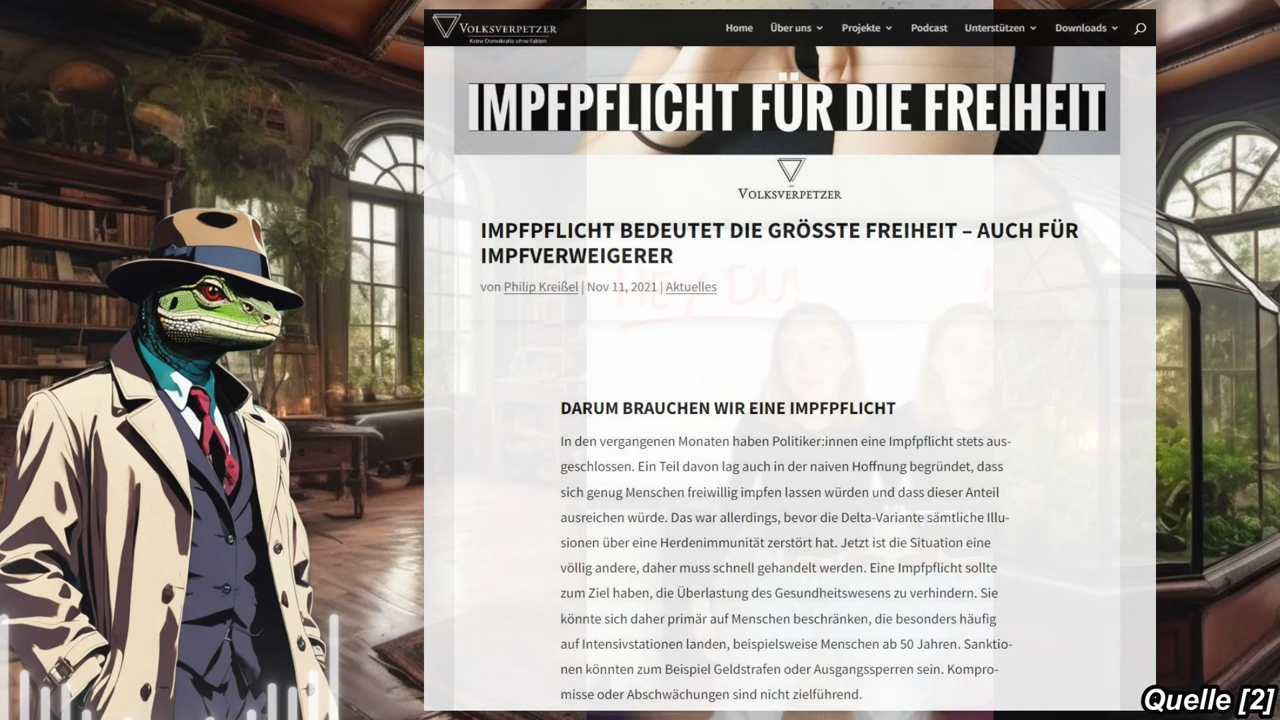 VOLKSVERPETZER
Keine Demokratie ohne Fakten
Home Über uns Projekte Podcast Unterstützen Downloads
IMPFPFLICHT FÜR DIE FREIHEIT
VOLKSVERPETZER
IMPFPFLICHT BEDEUTET DIE GRÖSSTE FREIHEIT – AUCH FÜR
IMPFVERWEIGERER
von Philip Kreißel | Nov 11, 2021 | Aktuelles
HEY DU!
DARUM BRAUCHEN WIR EINE IMPFPFLICHT
In den vergangenen Monaten haben Politiker:innen eine Impfpflicht stets aus-
geschlossen. Ein Teil davon lag auch in der naiven Hoffnung begründet, dass
sich genug Menschen freiwillig impfen lassen würden und dass dieser Anteil
ausreichen würde. Das war allerdings, bevor die Delta-Variante sämtliche Illu-
sionen über eine Herdenimmunität zerstört hat. Jetzt ist die Situation eine
völlig andere, daher muss schnell gehandelt werden. Eine Impfpflicht sollte
zum Ziel haben, die Überlastung des Gesundheitswesens zu verhindern. Sie
könnte sich daher primär auf Menschen beschränken, die besonders häufig
auf Intensivstationen landen, beispielsweise Menschen ab 50 Jahren. Sanktio-
nen könnten zum Beispiel Geldstrafen oder Ausgangssperren sein. Kompro-
misse oder Abschwächungen sind nicht zielführend.
Quelle [2]